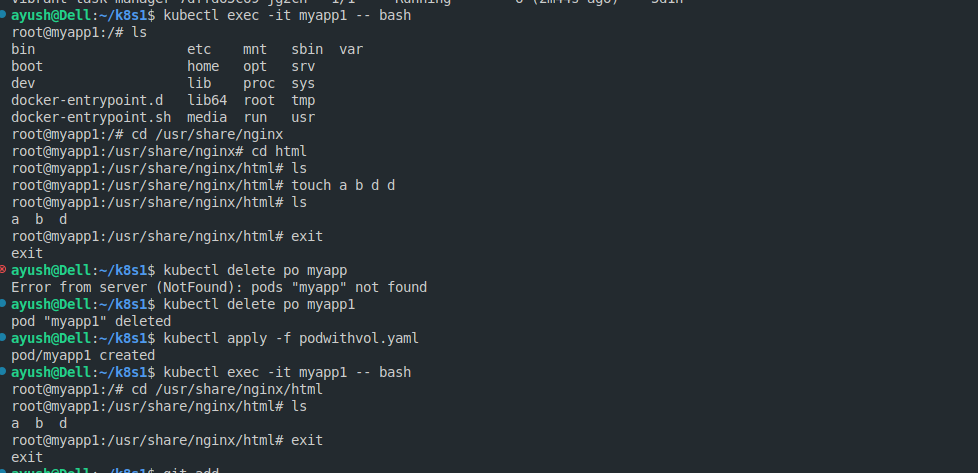 vibrant-task-manager-7dffd65c69-jg2cn 1/1 Running 6 (2m44s ago) 5d1h
ayush@Dell:~/k8s1$ kubectl exec -it myapp1 -- bash
root@myapp1:/# ls
bin etc mnt sbin var
boot home opt srv
dev lib proc sys
docker-entrypoint.d lib64 root tmp
docker-entrypoint.sh media run usr
root@myapp1:/# cd /usr/share/nginx
root@myapp1:/usr/share/nginx# cd html
root@myapp1:/usr/share/nginx/html# ls
root@myapp1:/usr/share/nginx/html# touch a b d d
root@myapp1:/usr/share/nginx/html# ls
a b d
root@myapp1:/usr/share/nginx/html# exit
exit
ayush@Dell:~/k8s1$ kubectl delete po myapp
Error from server (NotFound): pods "myapp" not found
ayush@Dell:~/k8s1$ kubectl delete po myapp1
pod "myapp1" deleted
ayush@Dell:~/k8s1$ kubectl apply -f podwithvol.yaml
pod/myapp1 created
ayush@Dell:~/k8s1$ kubectl exec -it myapp1 -- bash
root@myapp1:/# cd /usr/share/nginx/html
root@myapp1:/usr/share/nginx/html# ls
a b d
root@myapp1:/usr/share/nginx/html# exit
exit
ayush@Dell:~/k8s1$ git add